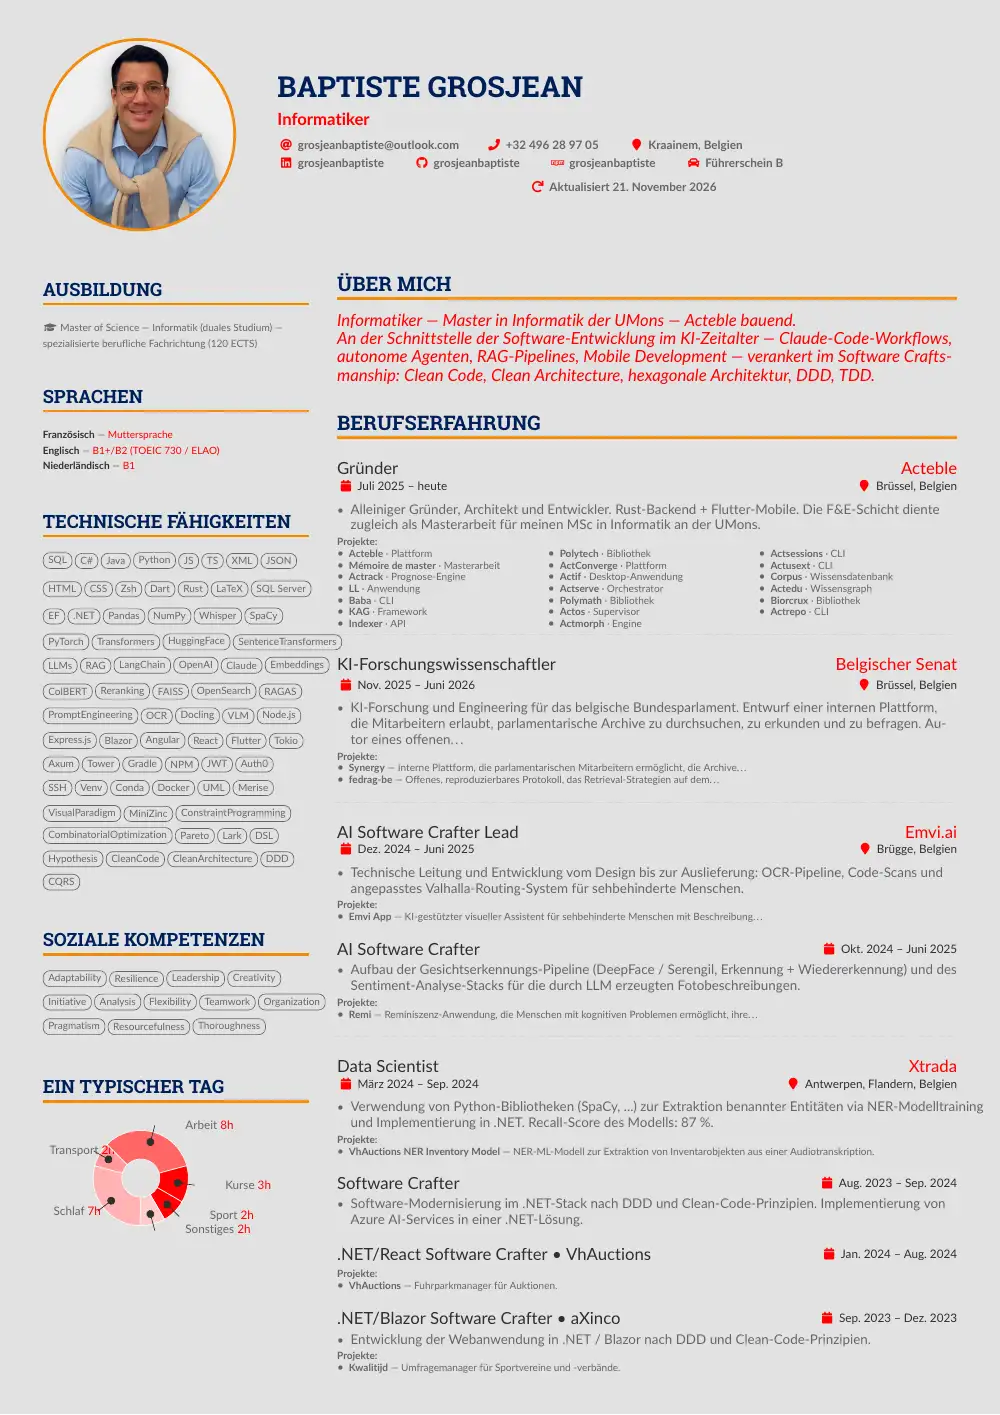 BAPTISTE GROSJEAN
Informatiker
grosjeanbaptiste@outlook.com +32 496 28 97 05 Kraainem, Belgien
grosjeanbaptiste grosjeanbaptiste grosjeanbaptiste Führerschein B
Aktualisiert 21. November 2026
AUSBILDUNG
Master of Science — Informatik (duales Studium) —
spezialisierte berufliche Fachrichtung (120 ECTS)
SPRACHEN
Französisch — Muttersprache
Englisch — B1+/B2 (TOEIC 730 / ELAO)
Niederländisch — B1
TECHNISCHE FÄHIGKEITEN
SQL C# Java Python JS TS XML JSON
HTML CSS Zsh Dart Rust LaTeX SQL Server
EF .NET Pandas NumPy Whisper SpaCy
PyTorch Transformers HuggingFace SentenceTransformers
LLMs RAG LangChain OpenAI Claude Embeddings
ColBERT Reranking FAISS OpenSearch RAGAS
PromptEngineering OCR Docling VLM Node.js
Express.js Blazor Angular React Flutter Tokio
Axum Tower Gradle NPM JWT Auth0
SSH Venv Conda Docker UML Merise
VisualParadigm MiniZinc ConstraintProgramming
CombinatorialOptimization Pareto Lark DSL
Hypothesis CleanCode CleanArchitecture DDD
CQRS
SOZIALE KOMPETENZEN
Adaptability Resilience Leadership Creativity
Initiative Analysis Flexibility Teamwork Organization
Pragmatism Resourcefulness Thoroughness
EIN TYPISCHER TAG
Arbeit 8h
Transport 2h
Kurse 3h
Schlaf 7h
Sport 2h
Sonstiges 2h
ÜBER MICH
Informatiker — Master in Informatik der UMons — Acteble bauend.
An der Schnittstelle der Software-Entwicklung im KI-Zeitalter — Claude-Code-Workflows,
autonome Agenten, RAG-Pipelines, Mobile Development — verankert im Software Crafts-
manship: Clean Code, Clean Architecture, hexagonale Architektur, DDD, TDD.
BERUFSERFAHRUNG
Gründer Acteble
Juli 2025 – heute Brüssel, Belgien
• Alleiniger Gründer, Architekt und Entwickler. Rust-Backend + Flutter-Mobile. Die F&E-Schicht diente
zugleich als Masterarbeit für meinen MSc in Informatik an der UMons.
Projekte:
• Acteble · Plattform • Polytech · Bibliothek • Actsessions · CLI
• Mémoire de master · Masterarbeit • ActConverge · Plattform • Actusext · CLI
• Actrack · Prognose-Engine • Actif · Desktop-Anwendung • Corpus · Wissensdatenbank
• LL · Anwendung • Actserve · Orchestrator • Actedu · Wissensgraph
• Baba · CLI • Polymath · Bibliothek • Biorcrux · Bibliothek
• KAG · Framework • Actos · Supervisor • Actrepo · CLI
• Indexer · API • Actmorph · Engine
KI-Forschungswissenschaftler Belgischer Senat
Nov. 2025 – Juni 2026 Brüssel, Belgien
• KI-Forschung und Engineering für das belgische Bundesparlament. Entwurf einer internen Plattform,
die Mitarbeitern erlaubt, parlamentarische Archive zu durchsuchen, zu erkunden und zu befragen. Au-
tor eines offenen…
Projekte:
• Synergy — interne Plattform, die parlamentarischen Mitarbeitern ermöglicht, die Archive…
• fedrag-be — Offenes, reproduzierbares Protokoll, das Retrieval-Strategien auf dem…
AI Software Crafter Lead Emvi.ai
Dez. 2024 – Juni 2025 Brügge, Belgien
• Technische Leitung und Entwicklung vom Design bis zur Auslieferung: OCR-Pipeline, Code-Scans und
angepasstes Valhalla-Routing-System für sehbehinderte Menschen.
Projekte:
• Emvi App — KI-gestützter visueller Assistent für sehbehinderte Menschen mit Beschreibung…
AI Software Crafter Okt. 2024 – Juni 2025
• Aufbau der Gesichtserkennungs-Pipeline (DeepFace / Serengil, Erkennung + Wiedererkennung) und des
Sentiment-Analyse-Stacks für die durch LLM erzeugten Fotobeschreibungen.
Projekte:
• Remi — Reminiszenz-Anwendung, die Menschen mit kognitiven Problemen ermöglicht, ihre…
Data Scientist Xtrada
März 2024 – Sep. 2024 Antwerpen, Flandern, Belgien
• Verwendung von Python-Bibliotheken (SpaCy, …) zur Extraktion benannter Entitäten via NER-Modelltraining
und Implementierung in .NET. Recall-Score des Modells: 87 %.
Projekte:
• VhAuctions NER Inventory Model — NER-ML-Modell zur Extraktion von Inventarobjekten aus einer Audiotranskription.
Software Crafter Aug. 2023 – Sep. 2024
• Software-Modernisierung im .NET-Stack nach DDD und Clean-Code-Prinzipien. Implementierung von
Azure AI-Services in einer .NET-Lösung.
.NET/React Software Crafter • VhAuctions Jan. 2024 – Aug. 2024
Projekte:
• VhAuctions — Fuhrparkmanager für Auktionen.
.NET/Blazor Software Crafter • aXinco Sep. 2023 – Dez. 2023
• Entwicklung der Webanwendung in .NET / Blazor nach DDD und Clean-Code-Prinzipien.
Projekte:
• Kwalitijd — Umfragemanager für Sportvereine und -verbände.